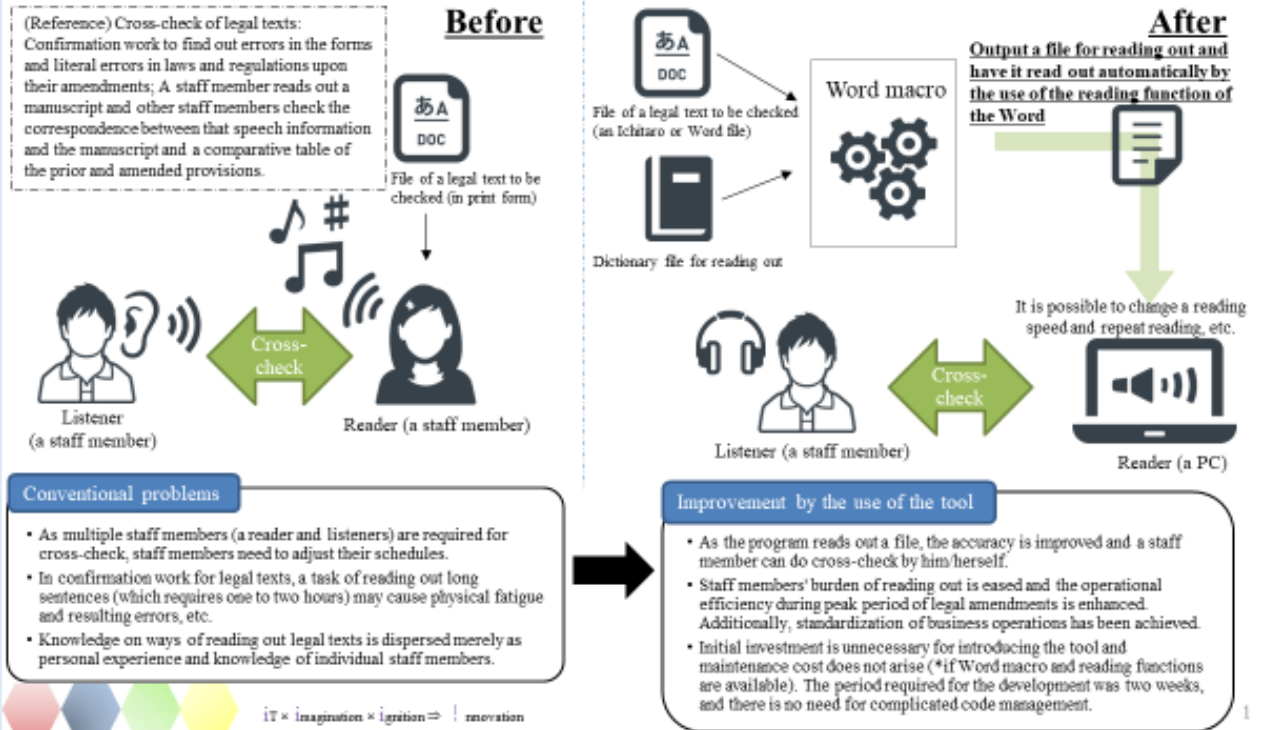 (Reference) Cross-check of legal texts:
Confirmation work to find out errors in the forms
and literal errors in laws and regulations upon
their amendments; A staff member reads out a
manuscript and other staff members check the
correspondence between that speech information
and the manuscript and a comparative table of
the prior and amended provisions.
Before
あA
DOC
File of a legal text to be
checked (in print form)
Cross-
check
Listener
(a staff member)
Reader (a staff member)
Conventional problems
• As multiple staff members (a reader and listeners) are required for
cross-check, staff members need to adjust their schedules.
• In confirmation work for legal texts, a task of reading out long
sentences (which requires one to two hours) may cause physical fatigue
and resulting errors, etc.
• Knowledge on ways of reading out legal texts is dispersed merely as
personal experience and knowledge of individual staff members.
iT × imagination × ignition ⇒ innovation
After
あA
DOC
File of a legal text to be checked
(an Ichitaro or Word file)
Dictionary file for reading out
Word macro
Output a file for reading out and
have it read out automatically by
the use of the reading function of
the Word
It is possible to change a reading
speed and repeat reading, etc.
Cross-
check
Listener (a staff member)
Reader (a PC)
Improvement by the use of the tool
• As the program reads out a file, the accuracy is improved and a staff
member can do cross-check by him/herself.
• Staff members' burden of reading out is eased and the operational
efficiency during peak period of legal amendments is enhanced.
Additionally, standardization of business operations has been achieved.
• Initial investment is unnecessary for introducing the tool and
maintenance cost does not arise (*if Word macro and reading functions
are available). The period required for the development was two weeks,
and there is no need for complicated code management.
1